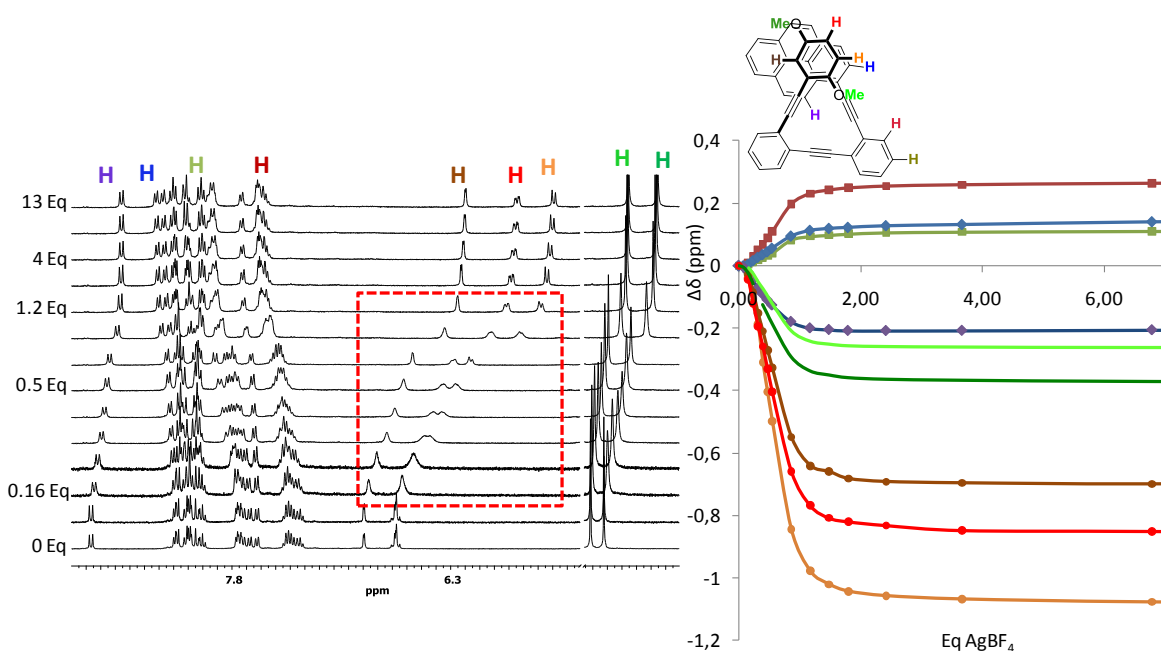 MeO H
H H
H
OMe
H
H
H
H H H H H H H H H
13 Eq
4 Eq
1.2 Eq
0.5 Eq
0.16 Eq
0 Eq
7.8 6.3
ppm
0,4
0,2
0
-0,2
-0,4
-0,6
-0,8
-1
-1,2
Δδ (ppm)
0,00 2,00 4,00 6,00
Eq AgBF4